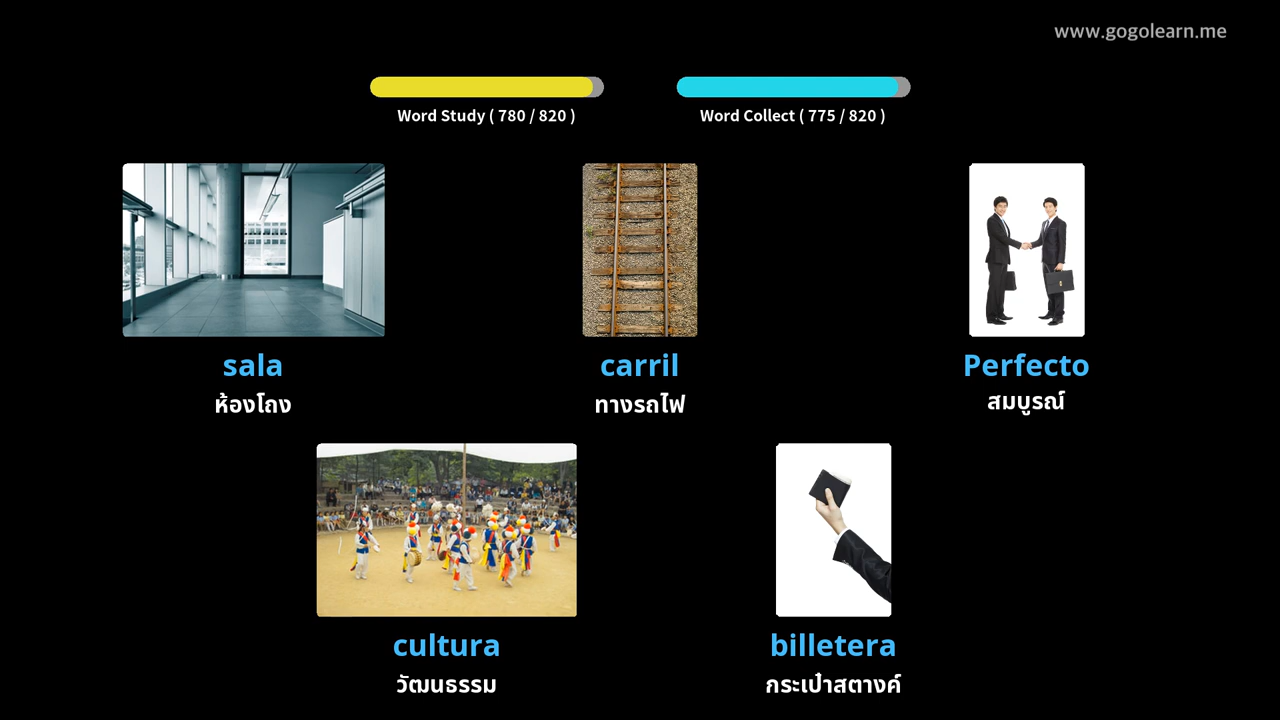 www.gogolearn.me
Word Study ( 780 / 820 )
Word Collect ( 775 / 820 )
sala
ห้องโถง
carril
ทางรถไฟ
Perfecto
สมบูรณ์
cultura
วัฒนธรรม
billetera
กระเป๋าสตางค์